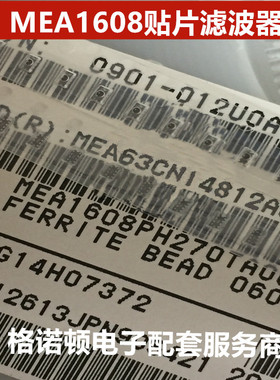 MEA1608贴片滤波器
N:
0901-012U0A
D(R):MEA63CN14812A
MEA1608PH270TA0
FERRITE BEAD 060
G14H07372
12613JPNS
格诺顿电子配套服务商